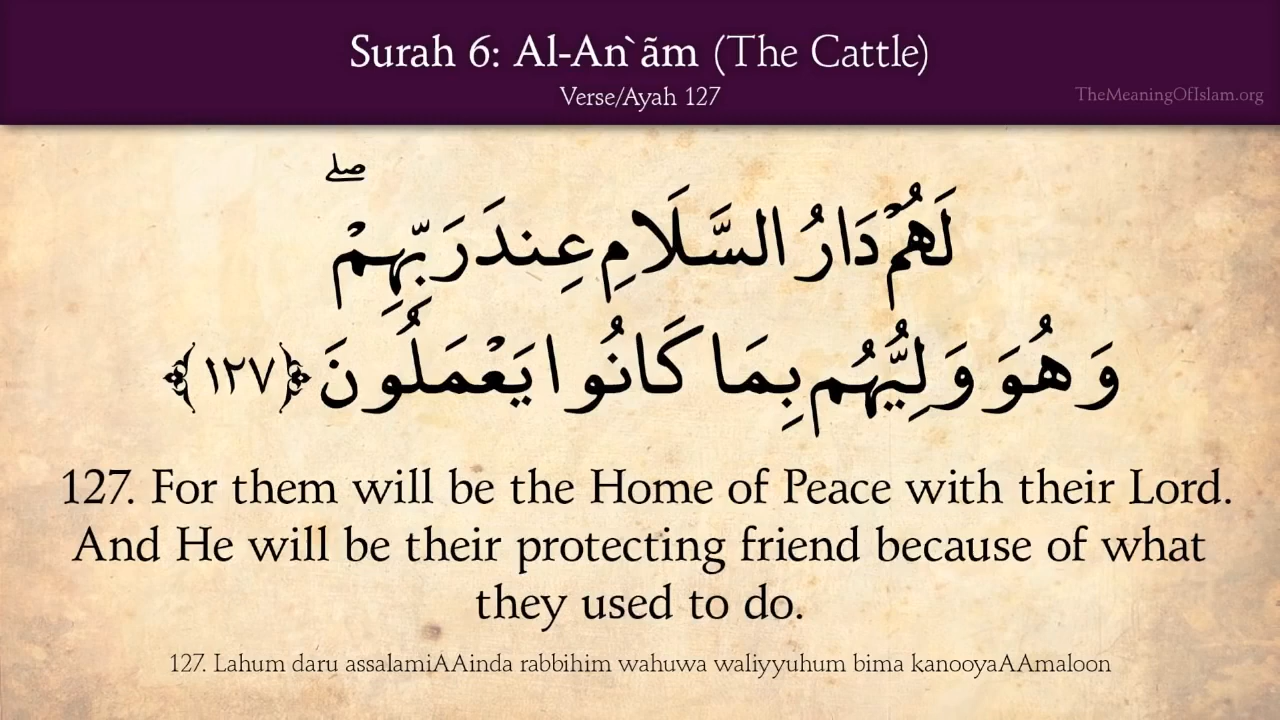 Surah 6: Al-An`ãm (The Cattle)
Verse/Ayah 127
TheMeaningOfIslam.org
لَهُمْ دَارُ السَّلَامِ عِندَ رَبِّهِمْ ۖ
وَهُوَ وَلِيُّهُم بِمَا كَانُوا يَعْمَلُونَ ﴿١٢٧﴾
127. For them will be the Home of Peace with their Lord.
And He will be their protecting friend because of what
they used to do.
127. Lahum daru assalamiAAinda rabbihim wahuwa waliyyuhum bima kanooyaAAmaloon